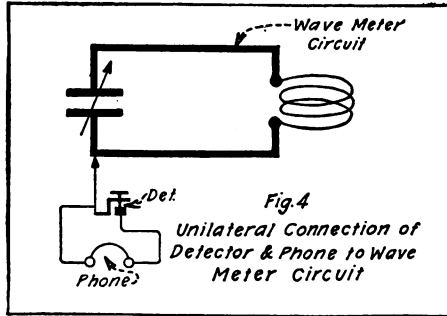 Wave Meter
Circuit
Det.
Fig.4
Unilateral Connection of
Detector & Phone to Wave
Meter Circuit
Phone